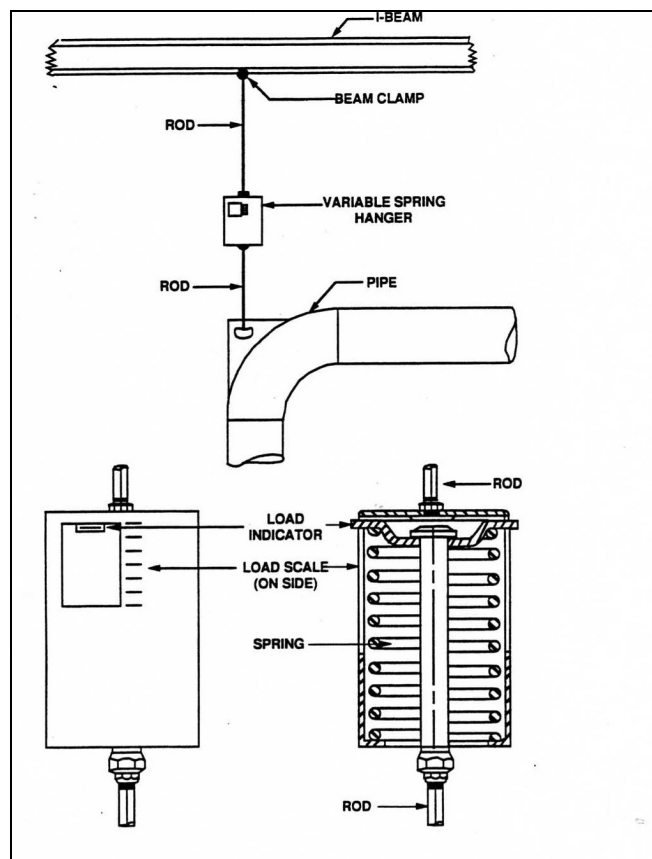 I-BEAM
BEAM CLAMP
ROD
VARIABLE SPRING
HANGER
ROD
PIPE
ROD
LOAD
INDICATOR
LOAD SCALE
(ON SIDE)
SPRING
ROD